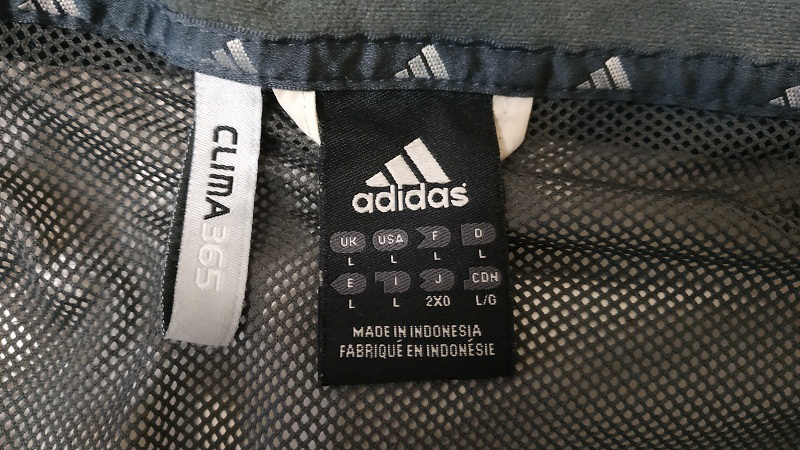 CLIMA365
adidas
UK USA F D
L L L L
E I J CDN
L L 2XO L/G
MADE IN INDONESIA
FABRIQUÉ EN INDONÉSIE